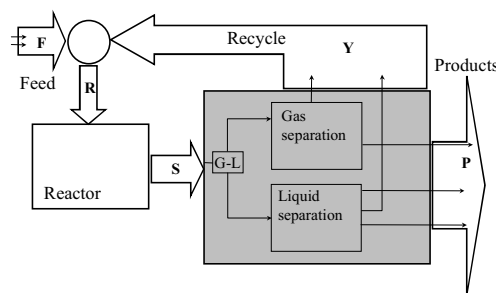 Recycle
Y
F
Feed
R
Products
Gas
separation
G-L
S
P
Reactor
Liquid
separation